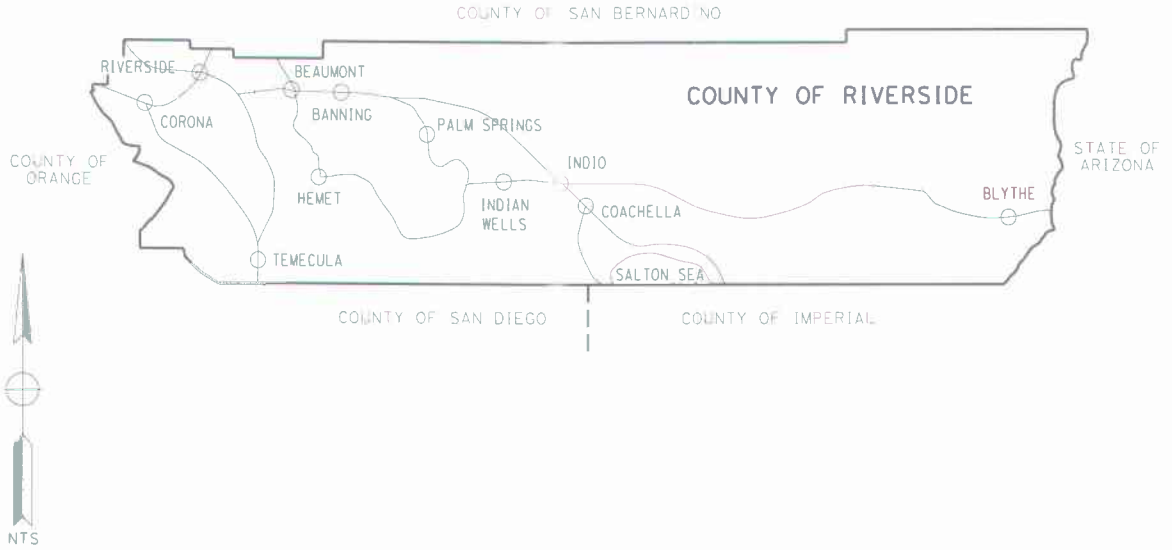 COUNTY OF SAN BERNARDINO
RIVERSIDE
BEAUMONT
COUNTY OF RIVERSIDE
CORONA
BANNING
PALM SPRINGS
COUNTY OF
ORANGE
STATE OF
ARIZONA
INDIO
HEMET
INDIAN
WELLS
COACHELLA
BLYTHE
TEMECULA
SALTON SEA
COUNTY OF SAN DIEGO
COUNTY OF IMPERIAL
NTS